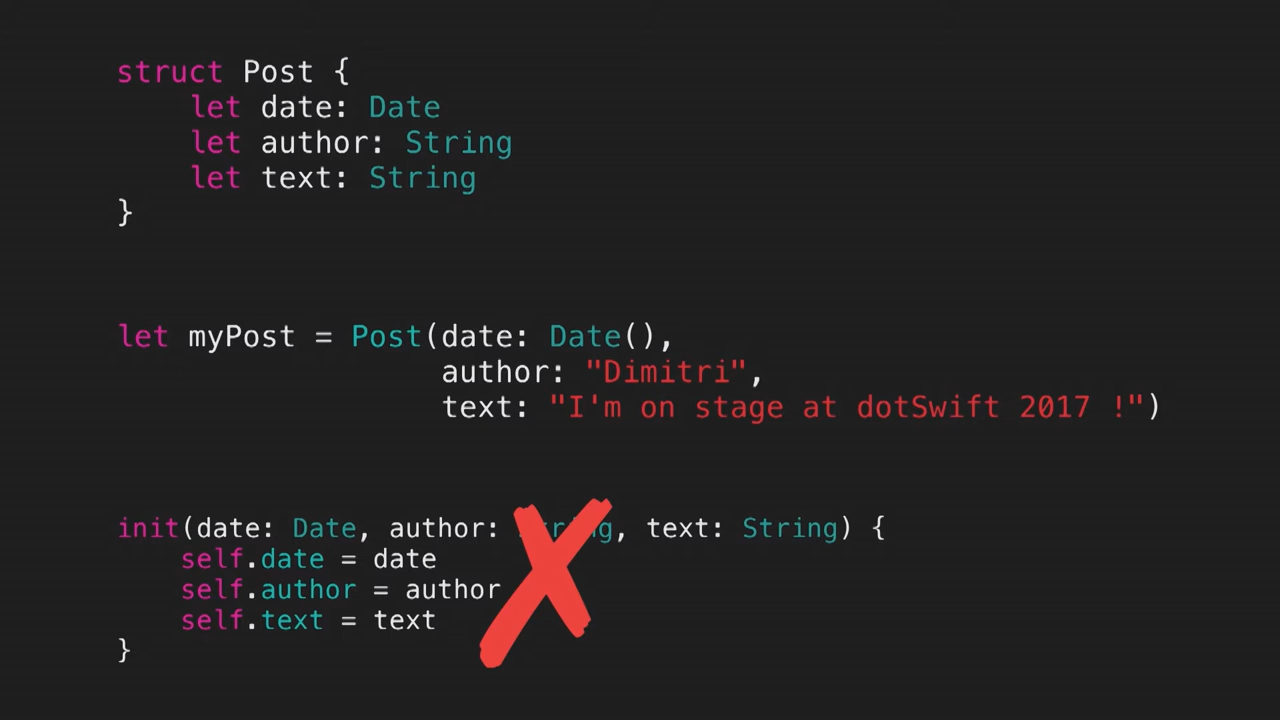 struct Post {
let date: Date
let author: String
let text: String
}
let myPost = Post(date: Date(),
author: "Dimitri",
text: "I'm on stage at dotSwift 2017 !")
init(date: Date, author: String, text: String) {
self.date = date
self.author = author
self.text = text
}